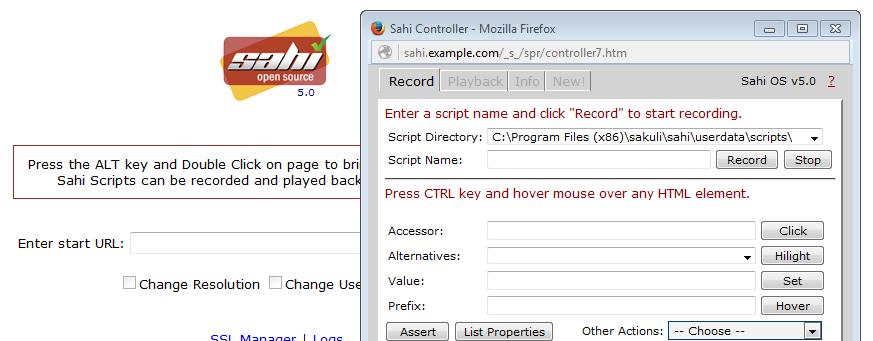 sahi
open source
5.0
Press the ALT key and Double Click on page to bri
Sahi Scripts can be recorded and played back
Enter start URL:
Change Resolution Change Use
SSL Manager | Logs
Sahi Controller - Mozilla Firefox
sahi.example.com/_s_/spr/controller7.htm
Record Playback Info New! Sahi OS v5.0 ?
Enter a script name and click "Record" to start recording.
Script Directory: C:\Program Files (x86)\sakuli\sahi\userdata\scripts\
Script Name: Record Stop
Press CTRL key and hover mouse over any HTML element.
Accessor: Click
Alternatives: Hilight
Value: Set
Prefix: Hover
Assert List Properties Other Actions: -- Choose --